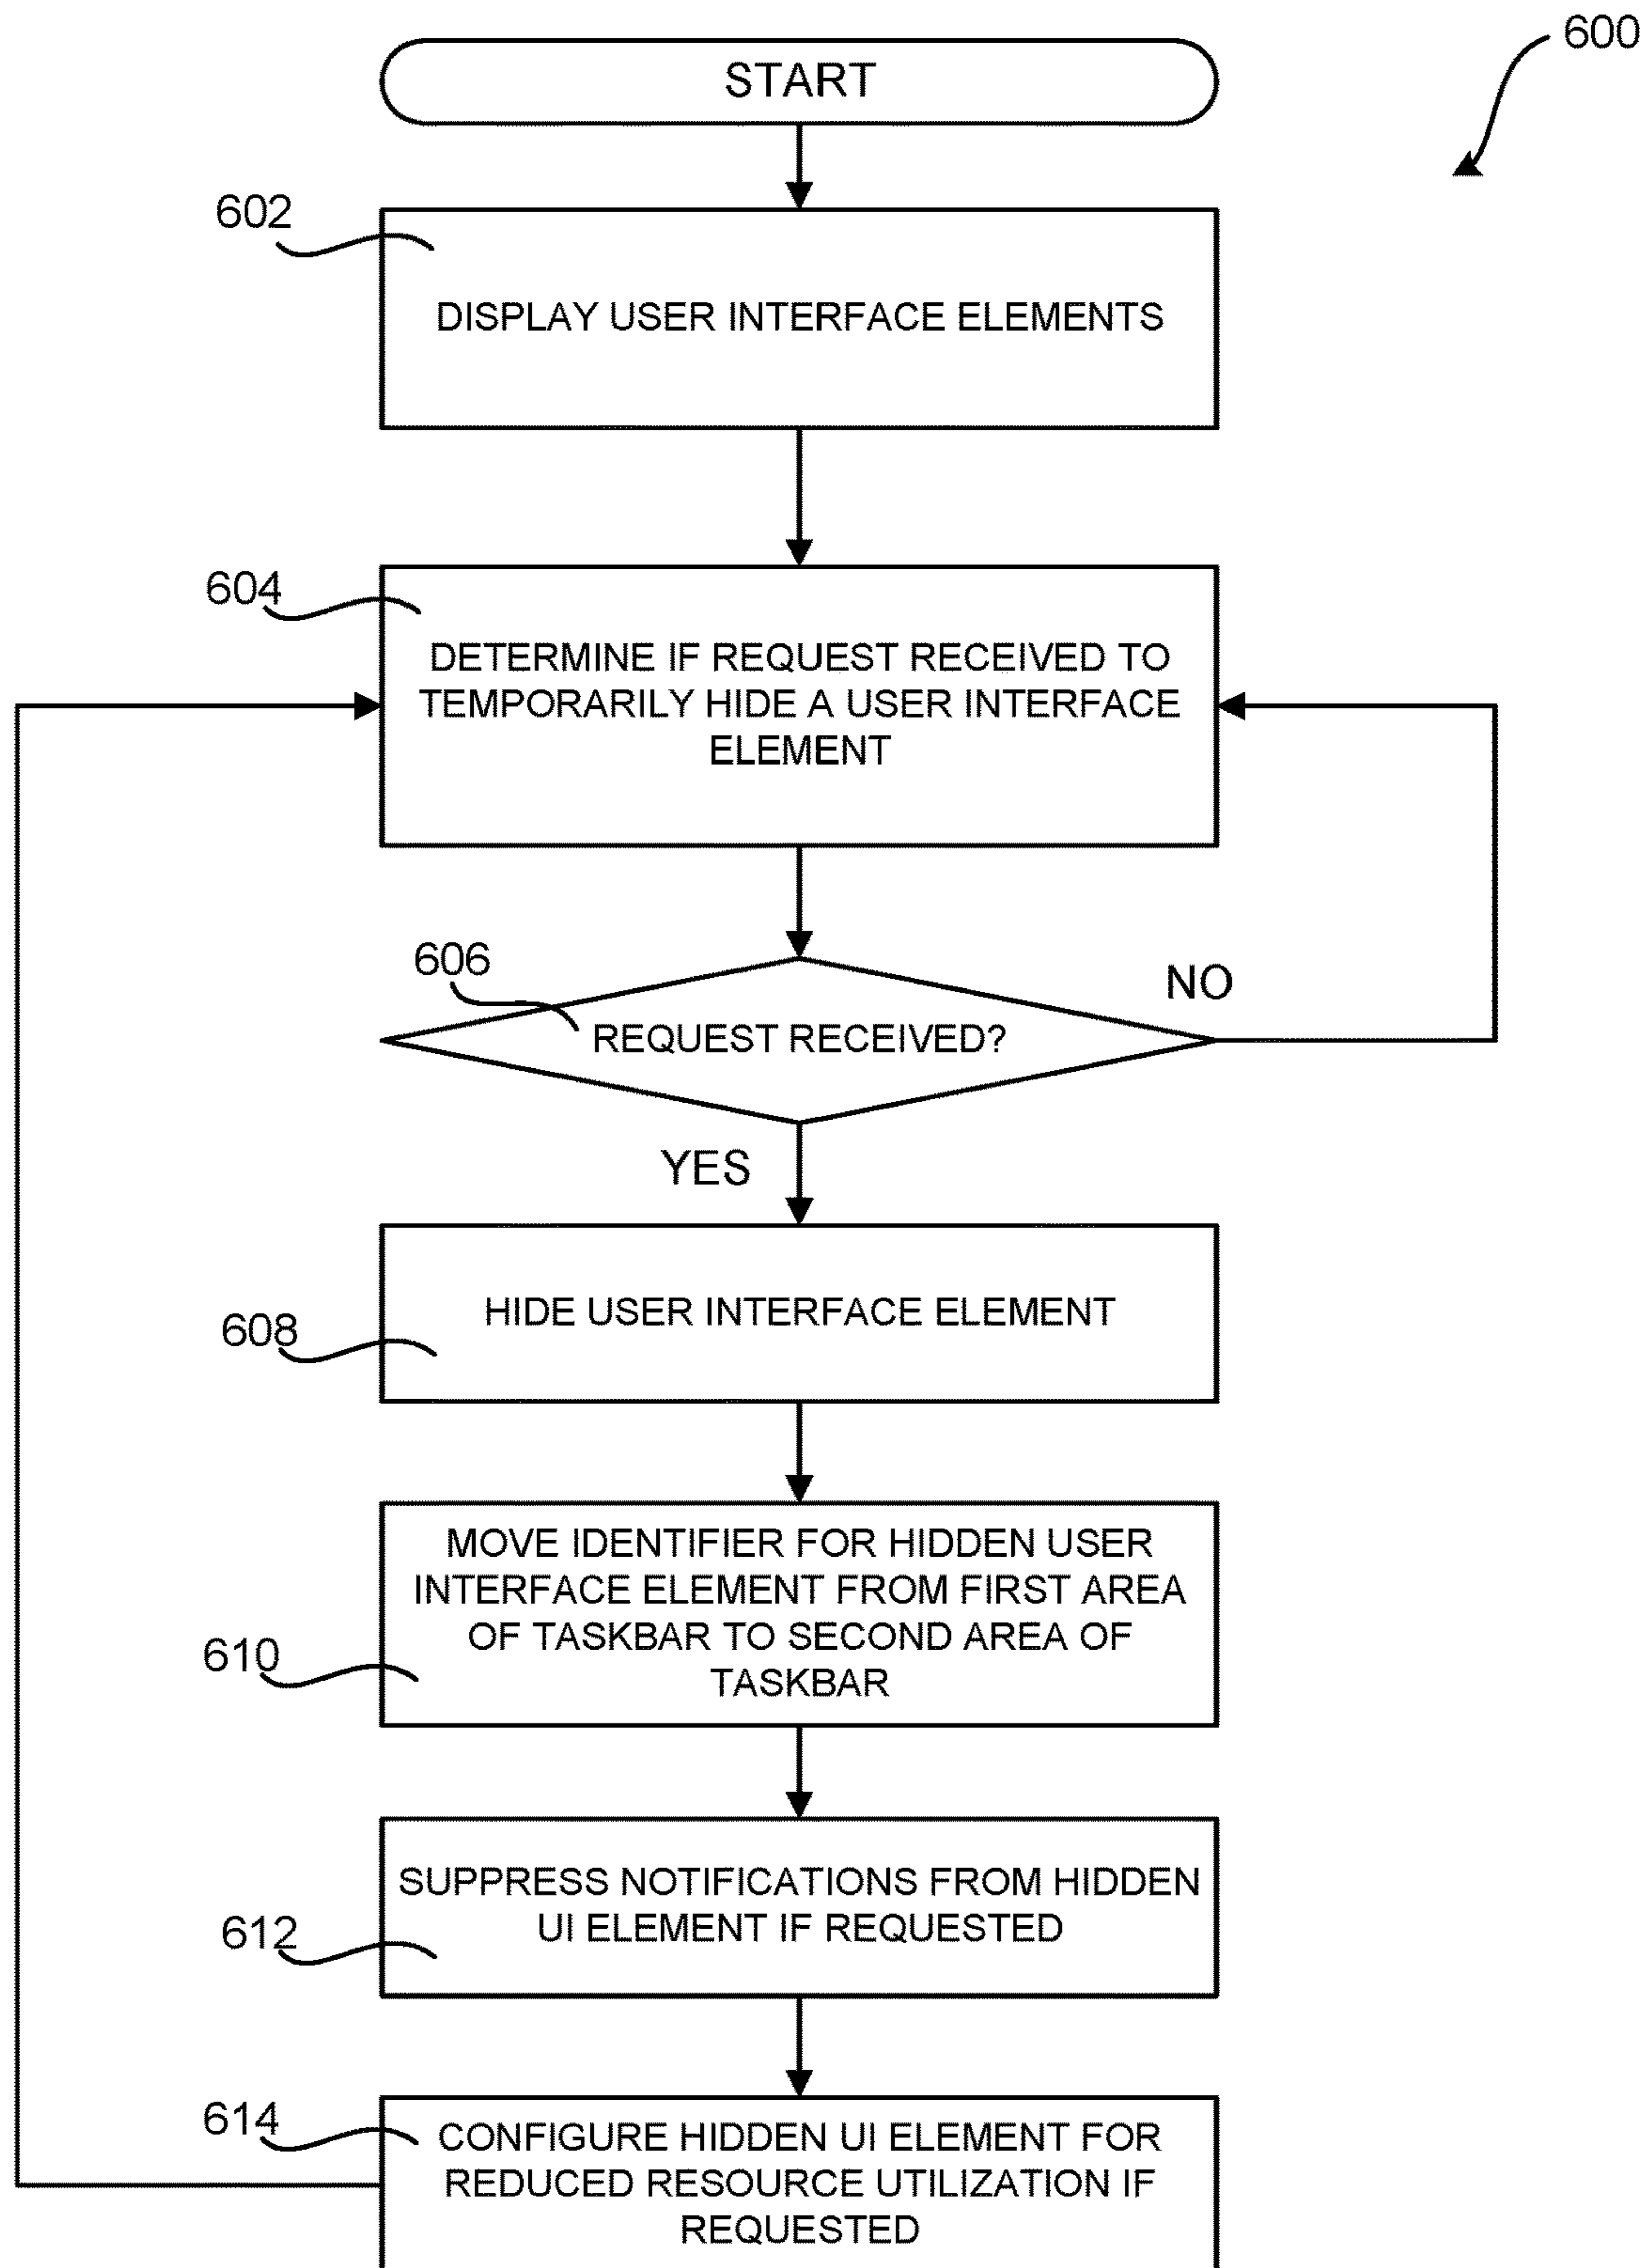 600
START
602
DISPLAY USER INTERFACE ELEMENTS
604
DETERMINE IF REQUEST RECEIVED TO
TEMPORARILY HIDE A USER INTERFACE
ELEMENT
606
NO
REQUEST RECEIVED?
YES
608
HIDE USER INTERFACE ELEMENT
MOVE IDENTIFIER FOR HIDDEN USER
INTERFACE ELEMENT FROM FIRST AREA
OF TASKBAR TO SECOND AREA OF
TASKBAR
610
SUPPRESS NOTIFICATIONS FROM HIDDEN
UI ELEMENT IF REQUESTED
612
614
CONFIGURE HIDDEN UI ELEMENT FOR
REDUCED RESOURCE UTILIZATION IF
REQUESTED